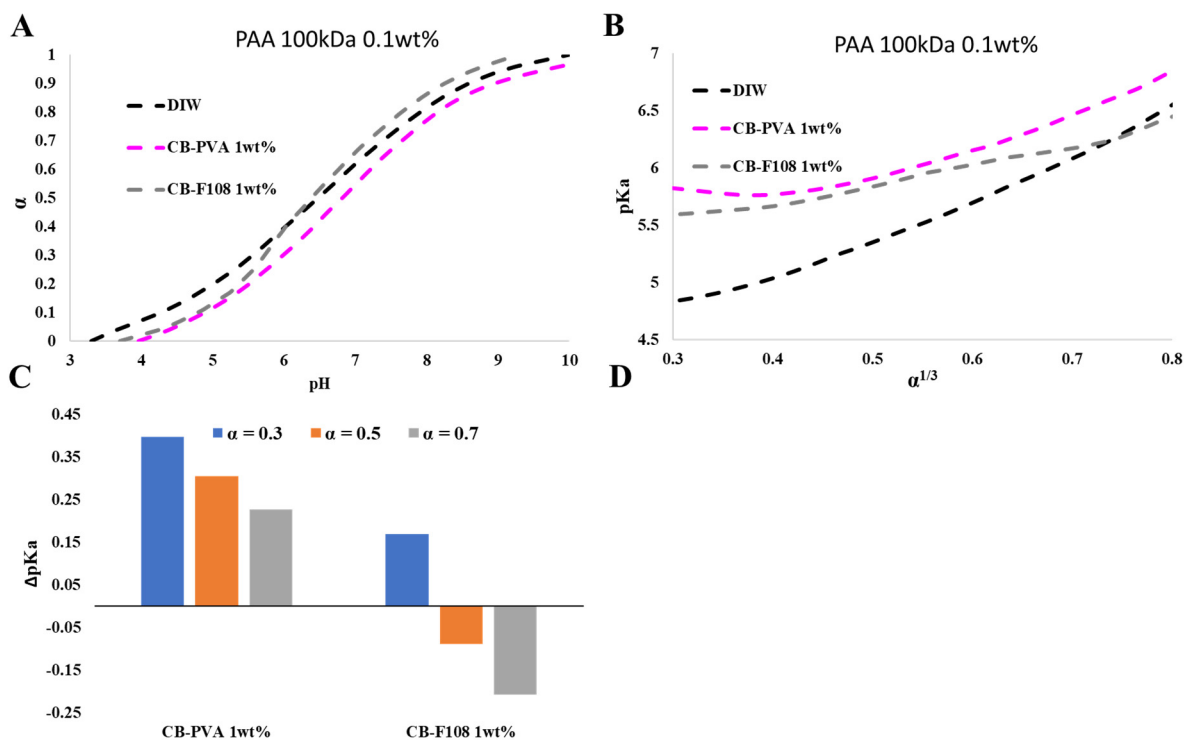 A
PAA 100kDa 0.1wt%
1
0.9
0.8
0.7
0.6
0.5
0.4
0.3
0.2
0.1
0
α
DIW
CB-PVA 1wt%
CB-F108 1wt%
3 4 5 6 7 8 9 10
pH
B
PAA 100kDa 0.1wt%
7
6.5
6
5.5
5
4.5
pKa
DIW
CB-PVA 1wt%
CB-F108 1wt%
0.3 0.4 0.5 0.6 0.7 0.8
α1/3
C
0.45
0.35
0.25
0.15
0.05
-0.05
-0.15
-0.25
ΔpKa
α = 0.3 α = 0.5 α = 0.7
CB-PVA 1wt% CB-F108 1wt%
D